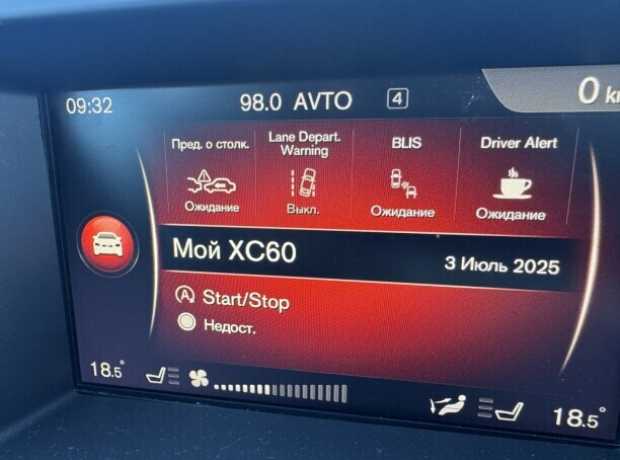 09:32 98.0 AVTO 4 0 k
Пред. о столк. Lane Depart. Warning BLIS Driver Alert
Ожидание Выкл. Ожидание Ожидание
Мой XC60 3 Июль 2025
A Start/Stop
Недост.
18.5° 18.5°